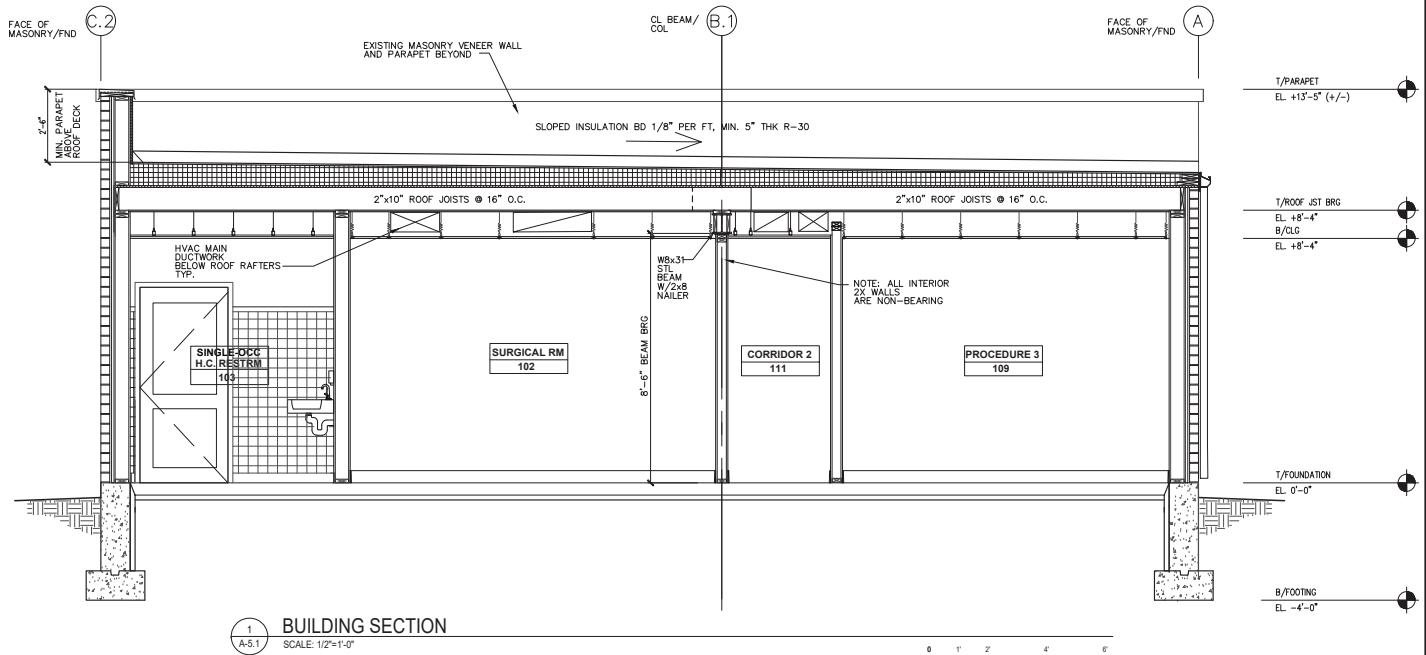 FACE OF
MASONRY/FND
C.2
CL BEAM/
COL
B.1
FACE OF
MASONRY/FND
A
EXISTING MASONRY VENEER WALL
AND PARAPET BEYOND
T/PARAPET
EL. +13'-5" (+/-)
2'-6"
MIN. PARAPET
ABOVE
ROOF DECK
SLOPED INSULATION BD 1/8" PER FT, MIN. 5" THK R-30
2"x10" ROOF JOISTS @ 16" O.C.
2"x10" ROOF JOISTS @ 16" O.C.
T/ROOF JST BRG
EL. +8'-4"
B/CLG
EL. +8'-4"
HVAC MAIN
DUCTWORK
BELOW ROOF RAFTERS
TYP.
W8x31
STL
BEAM
W/2x8
NAILER
NOTE: ALL INTERIOR
2X WALLS
ARE NON-BEARING
8'-6" BEAM BRG
SINGLE-OCC
H.C. RESTRM
103
SURGICAL RM
102
CORRIDOR 2
111
PROCEDURE 3
109
T/FOUNDATION
EL. 0'-0"
B/FOOTING
EL. -4'-0"
1
A-5.1
BUILDING SECTION
SCALE: 1/2"=1'-0"
0 1' 2' 4' 6'